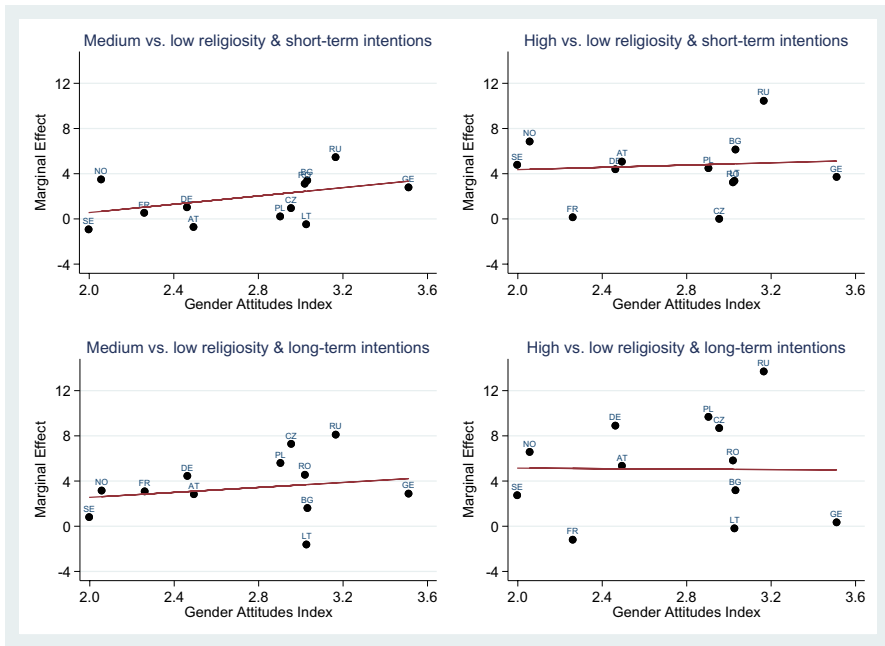 Medium vs. low religiosity & short-term intentions
Marginal Effect
12
8
4
0
-4
SE
NO
FR
DE
AT
PL
CZ
BG
LT
RU
GE
2.0 2.4 2.8 3.2 3.6
Gender Attitudes Index
High vs. low religiosity & short-term intentions
Marginal Effect
12
8
4
0
-4
SE
NO
FR
DE
AT
PL
CZ
BG
RU
GE
2.0 2.4 2.8 3.2 3.6
Gender Attitudes Index
Medium vs. low religiosity & long-term intentions
Marginal Effect
12
8
4
0
-4
SE
NO
FR
DE
AT
PL
CZ
RO
BG
LT
RU
GE
2.0 2.4 2.8 3.2 3.6
Gender Attitudes Index
High vs. low religiosity & long-term intentions
Marginal Effect
12
8
4
0
-4
SE
NO
FR
DE
AT
PL
CZ
RO
BG
LT
RU
GE
2.0 2.4 2.8 3.2 3.6
Gender Attitudes Index